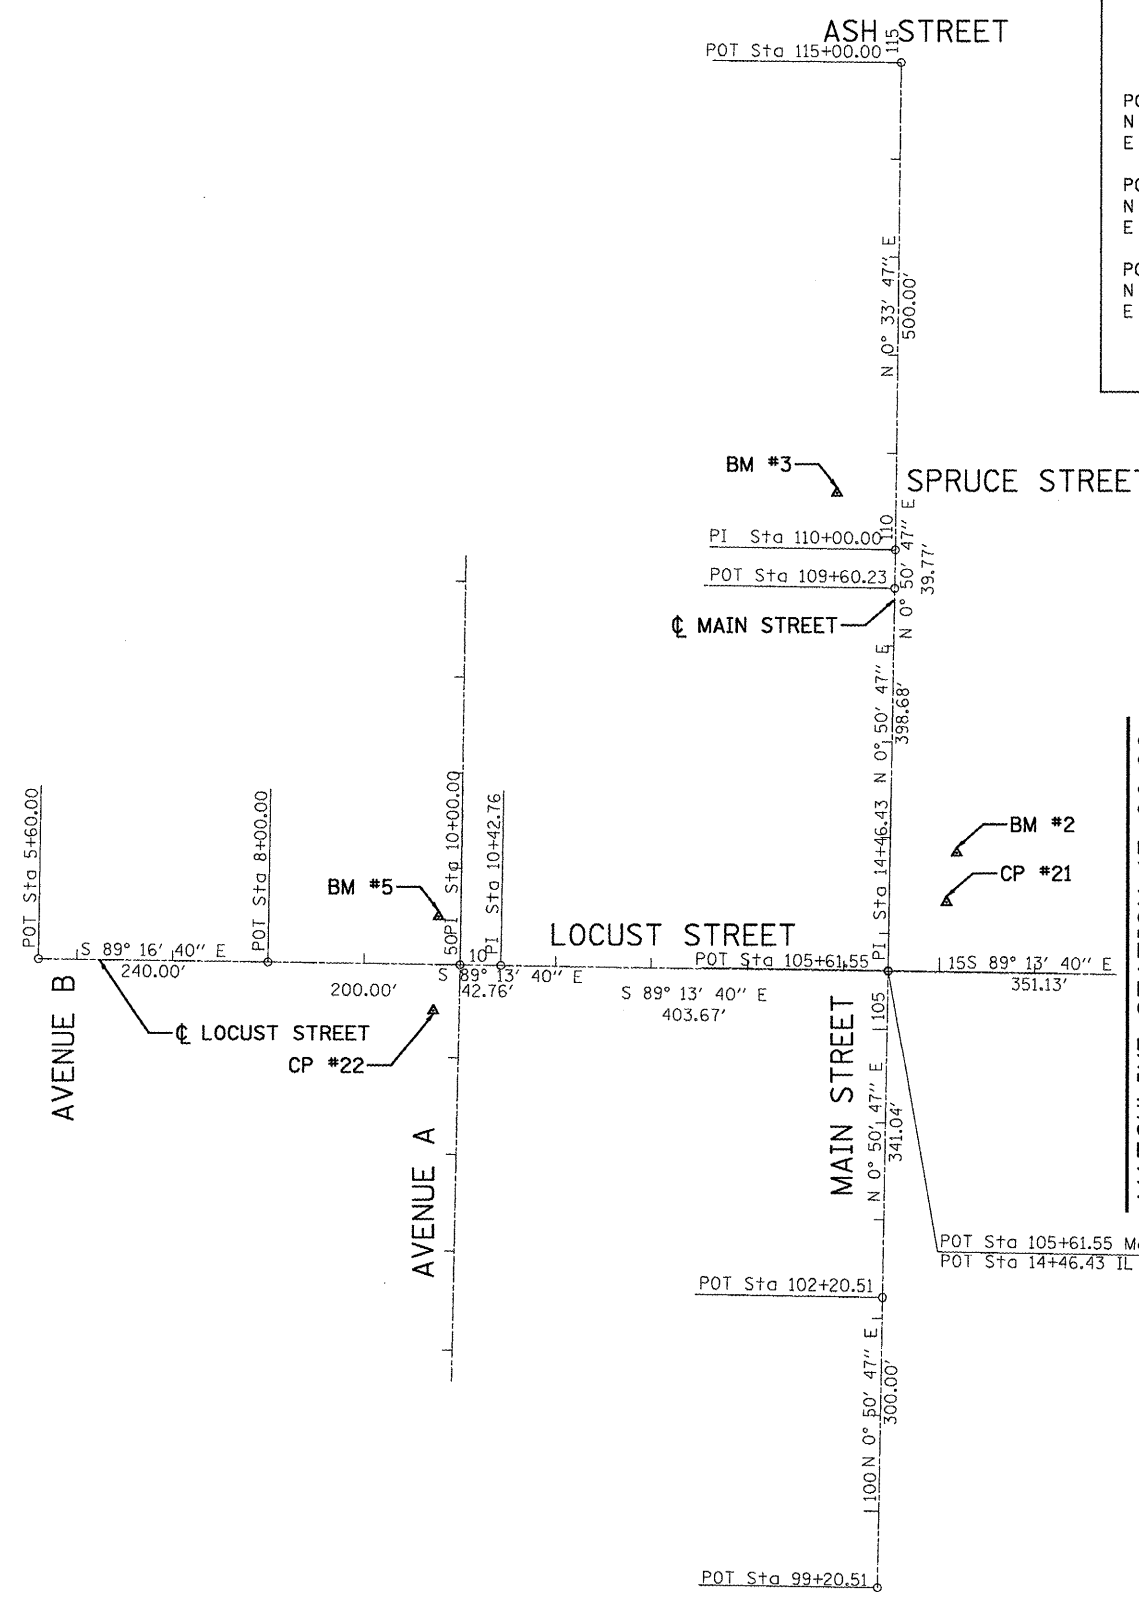 ASH STREET
115
POT Sta 115+00.00
N 0° 33' 47" E
500.00'
BM #3
SPRUCE STREET
110
PI Sta 110+00.00
N 0° 50' 47" E
39.77'
POT Sta 109+60.23
℄ MAIN STREET
N 0° 50' 47" E
398.68'
PI Sta 14+46.43
BM #2
CP #21
POT Sta 5+60.00
POT Sta 8+00.00
50
PI Sta 10+00.00
PI Sta 10+42.76
BM #5
LOCUST STREET
POT Sta 105+61.55
S 89° 16' 40" E
240.00'
200.00'
10
S 89° 13' 40" E
42.76'
S 89° 13' 40" E
403.67'
15
S 89° 13' 40" E
351.13'
℄ LOCUST STREET
CP #22
AVENUE B
AVENUE A
MAIN STREET
105
N 0° 50' 47" E
341.04'
POT Sta 105+61.55
POT Sta 14+46.43 IL
POT Sta 102+20.51
N 0° 50' 47" E
300.00'
100
POT Sta 99+20.51
N
E
N
E
N
E